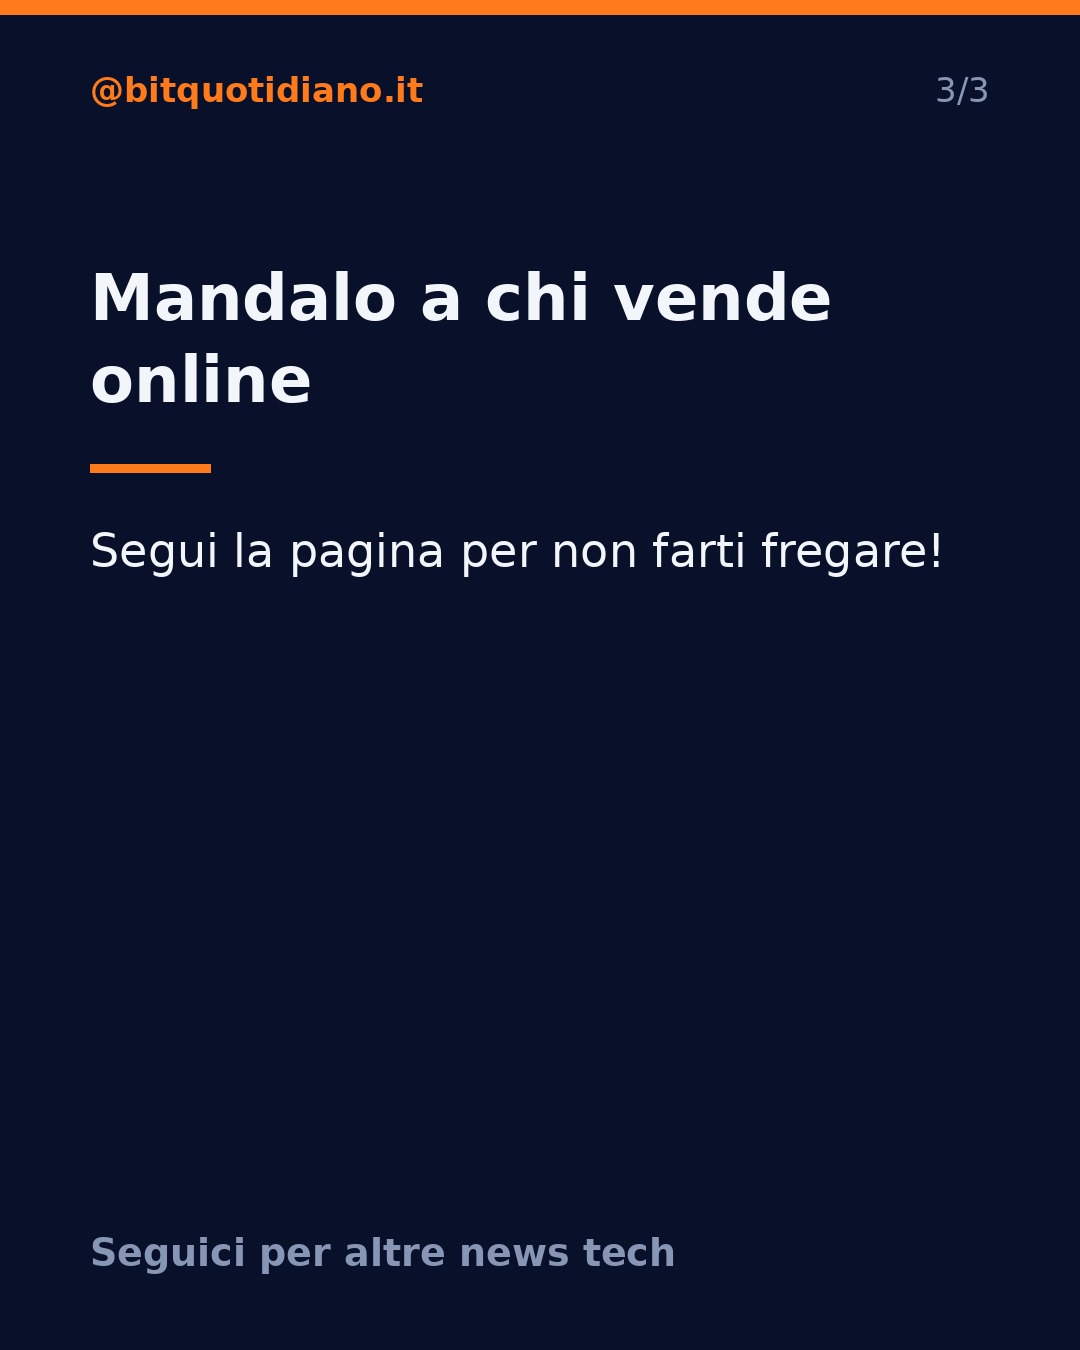 @bitquotidiano.it
3/3
Mandalo a chi vende
online
Segui la pagina per non farti fregare!
Seguici per altre news tech